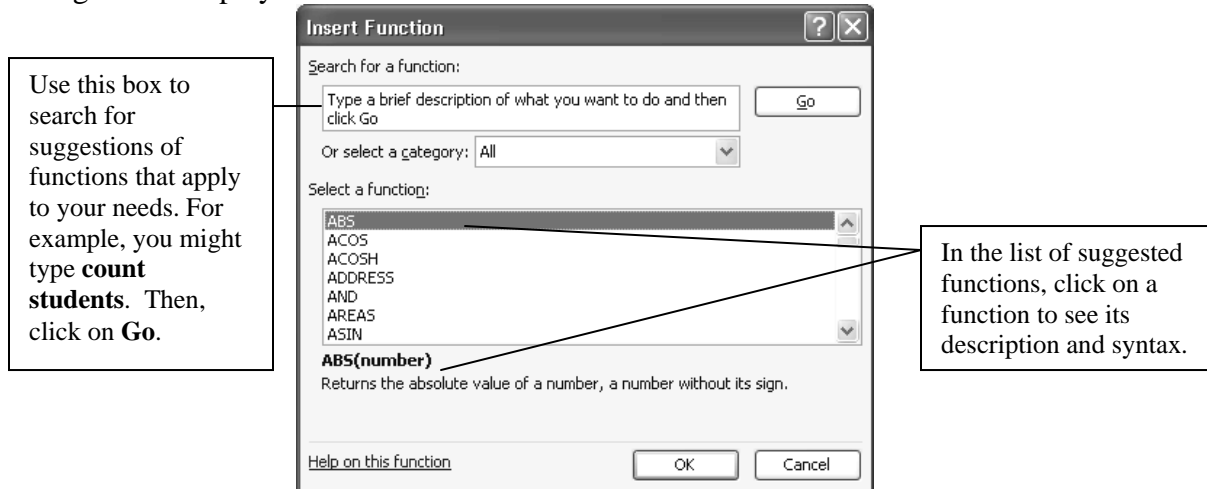 Insert Function
Search for a function:
Type a brief description of what you want to do and then
click Go
Go
Or select a category: All
Select a function:
ABS
ACOS
ACOSH
ADDRESS
AND
AREAS
ASIN
ABS(number)
Returns the absolute value of a number, a number without its sign.
Help on this function
OK
Cancel
Use this box to
search for
suggestions of
functions that apply
to your needs. For
example, you might
type count
students. Then,
click on Go.
In the list of suggested
functions, click on a
function to see its
description and syntax.